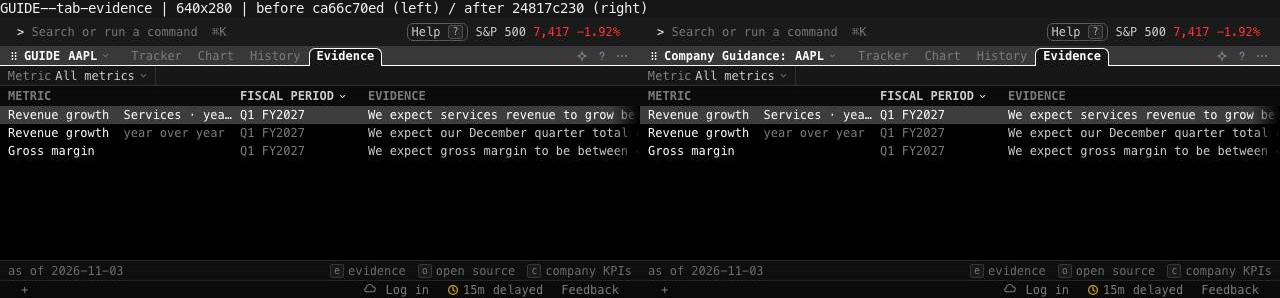 GUIDE--tab-evidence | 640x280 | before ca66c70ed (left) / after 24817c230 (right)
> Search or run a command ⌘K Help ? S&P 500 7,417 −1.92% > Search or run a command ⌘K Help ? S&P 500 7,417 −1.92%
GUIDE AAPL Tracker Chart History Evidence ? ··· Company Guidance: AAPL Tracker Chart History Evidence ? ···
Metric All metrics Metric All metrics
METRIC FISCAL PERIOD EVIDENCE METRIC FISCAL PERIOD EVIDENCE
Revenue growth Services · yea… Q1 FY2027 We expect services revenue to grow be Revenue growth Services · yea… Q1 FY2027 We expect services revenue to grow be
Revenue growth year over year Q1 FY2027 We expect our December quarter total Revenue growth year over year Q1 FY2027 We expect our December quarter total
Gross margin Q1 FY2027 We expect gross margin to be between Gross margin Q1 FY2027 We expect gross margin to be between
as of 2026-11-03 e evidence o open source c company KPIs as of 2026-11-03 e evidence o open source c company KPIs
+ Log in 15m delayed Feedback + Log in 15m delayed Feedback